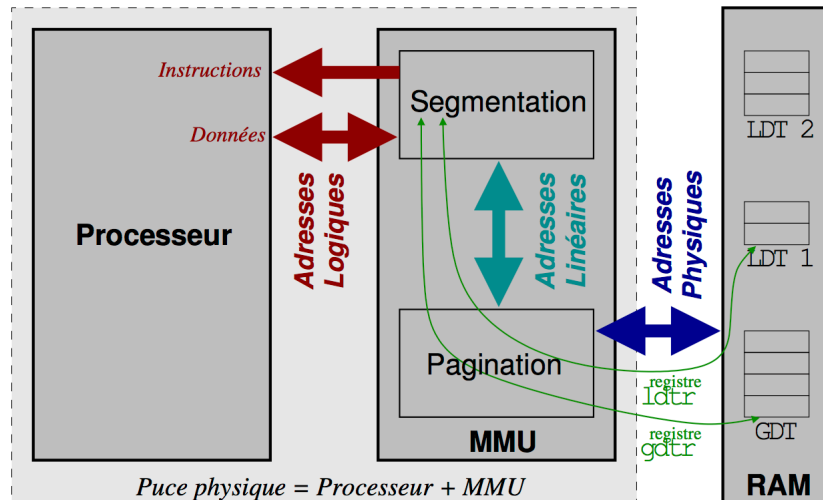 Instructions
Données
Processeur
Adresses
Logiques
Segmentation
Adresses
Linéaires
Pagination
MMU
Adresses
Physiques
registre
ldtr
registre
gdtr
LDT 2
LDT 1
GDT
RAM
Puce physique = Processeur + MMU